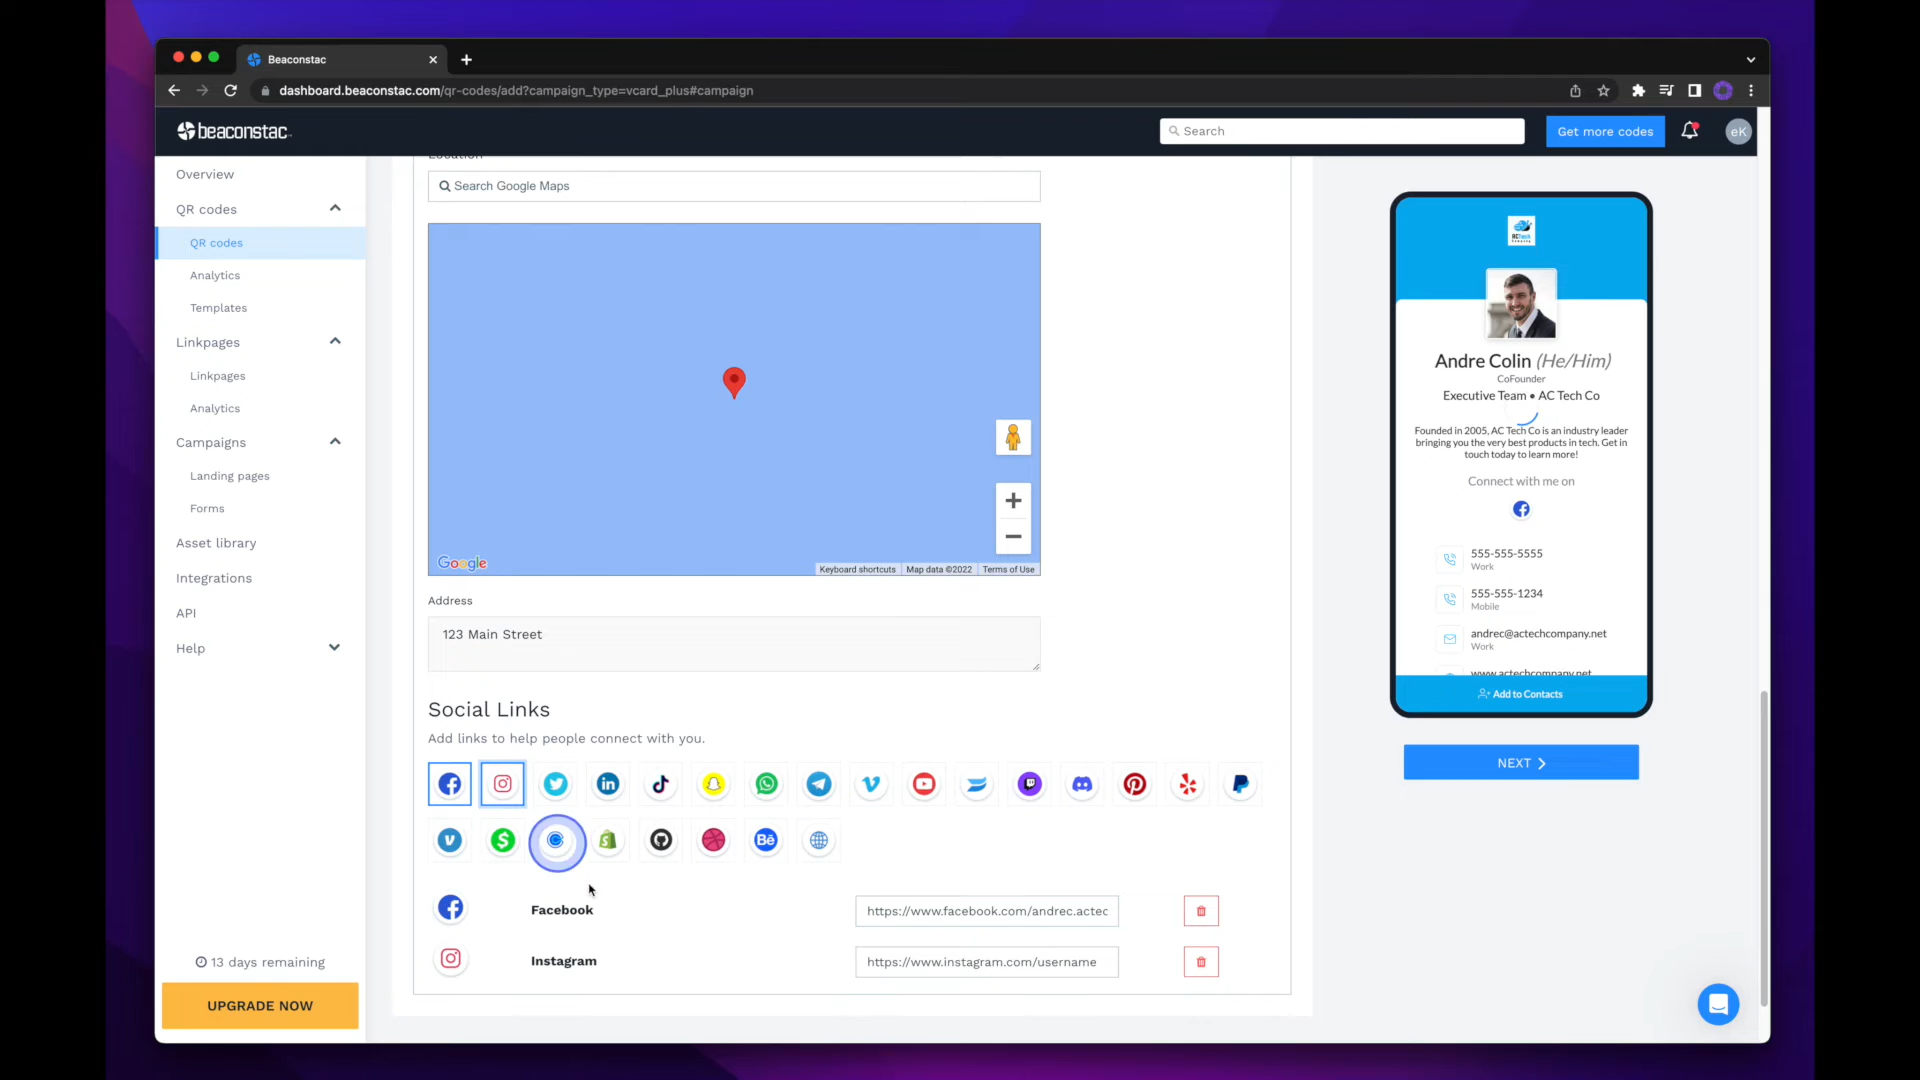 Beaconstac
dashboard.beaconstac.com/qr-codes/add?campaign_type=vcard_plus#campaign
beaconstac
Search
Get more codes
eK
Overview
QR codes
QR codes
Analytics
Templates
Linkpages
Linkpages
Analytics
Campaigns
Landing pages
Forms
Asset library
Integrations
API
Help
13 days remaining
UPGRADE NOW
Location
Search Google Maps
Google
Keyboard shortcuts
Map data ©2022
Terms of Use
Address
123 Main Street
Social Links
Add links to help people connect with you.
Facebook
https://www.facebook.com/andrec.actec
Instagram
https://www.instagram.com/username
ACTech
Andre Colin (He/Him)
CoFounder
Executive Team • AC Tech Co
Founded in 2005, AC Tech Co is an industry leader
bringing you the very best products in tech. Get in
touch today to learn more!
Connect with me on
555-555-5555
Work
555-555-1234
Mobile
andrec@actechcompany.net
Work
www.actechcompany.net
Add to Contacts
NEXT